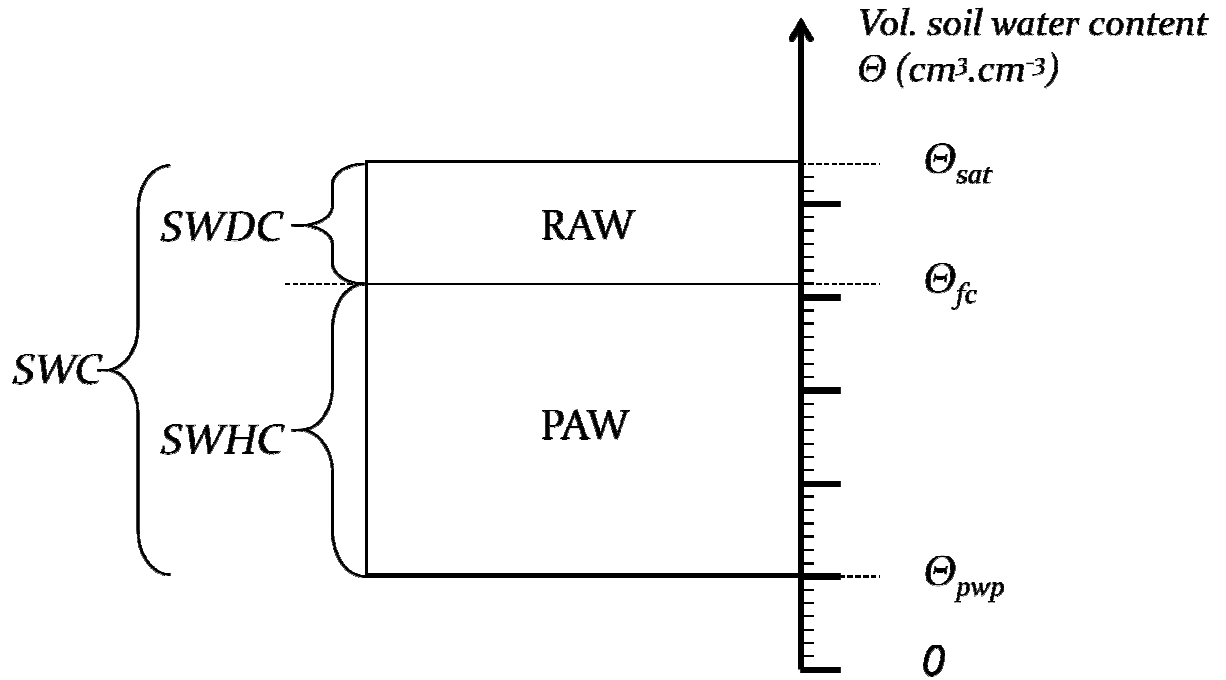 Vol. soil water content
Θ (cm³.cm⁻³)
Θsat
SWDC
RAW
Θfc
SWC
SWHC
PAW
Θpwp
0